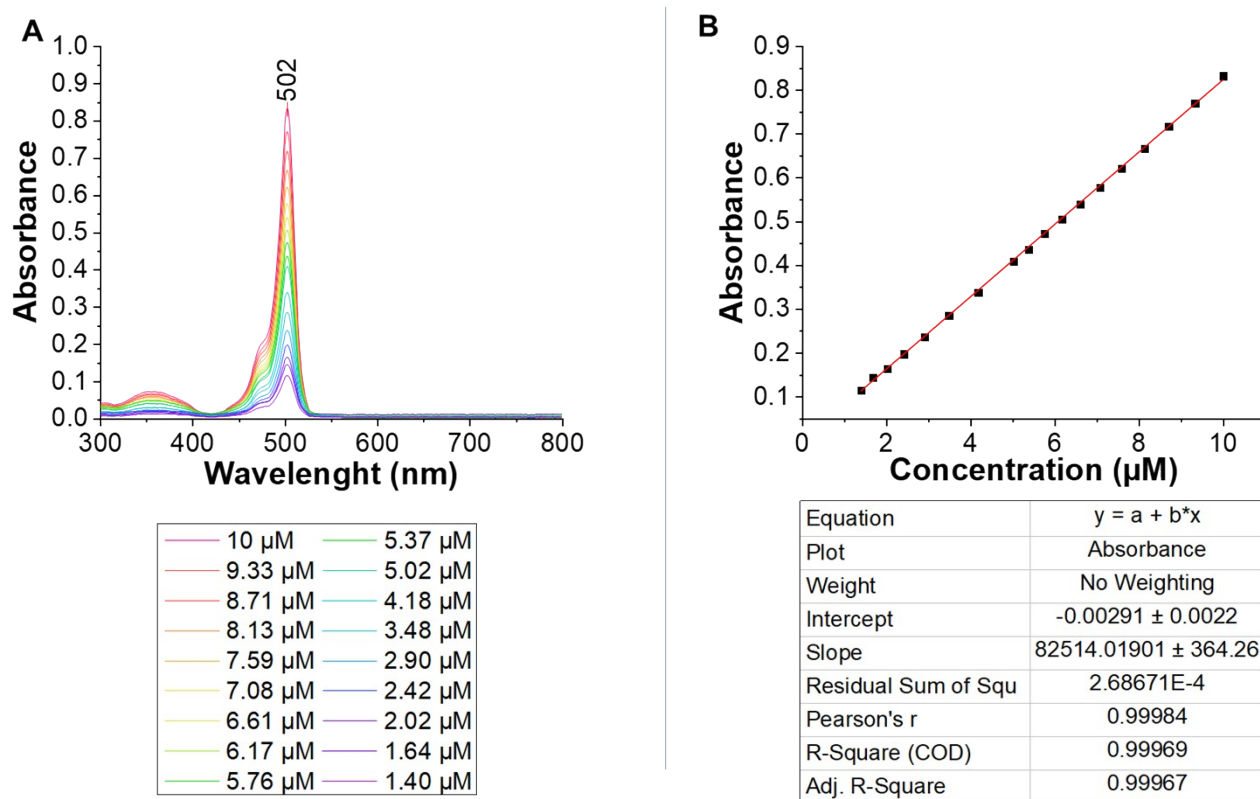 A
1.0
0.9
0.8
0.7
0.6
0.5
0.4
0.3
0.2
0.1
0.0
Absorbance
502
300 400 500 600 700 800
Wavelenght (nm)
10 µM 5.37 µM
9.33 µM 5.02 µM
8.71 µM 4.18 µM
8.13 µM 3.48 µM
7.59 µM 2.90 µM
7.08 µM 2.42 µM
6.61 µM 2.02 µM
6.17 µM 1.64 µM
5.76 µM 1.40 µM
B
0.9
0.8
0.7
0.6
0.5
0.4
0.3
0.2
0.1
Absorbance
0 2 4 6 8 10
Concentration (µM)
Equation y = a + b*x
Plot Absorbance
Weight No Weighting
Intercept -0.00291 ± 0.0022
Slope 82514.01901 ± 364.26
Residual Sum of Squ 2.68671E-4
Pearson's r 0.99984
R-Square (COD) 0.99969
Adj. R-Square 0.99967